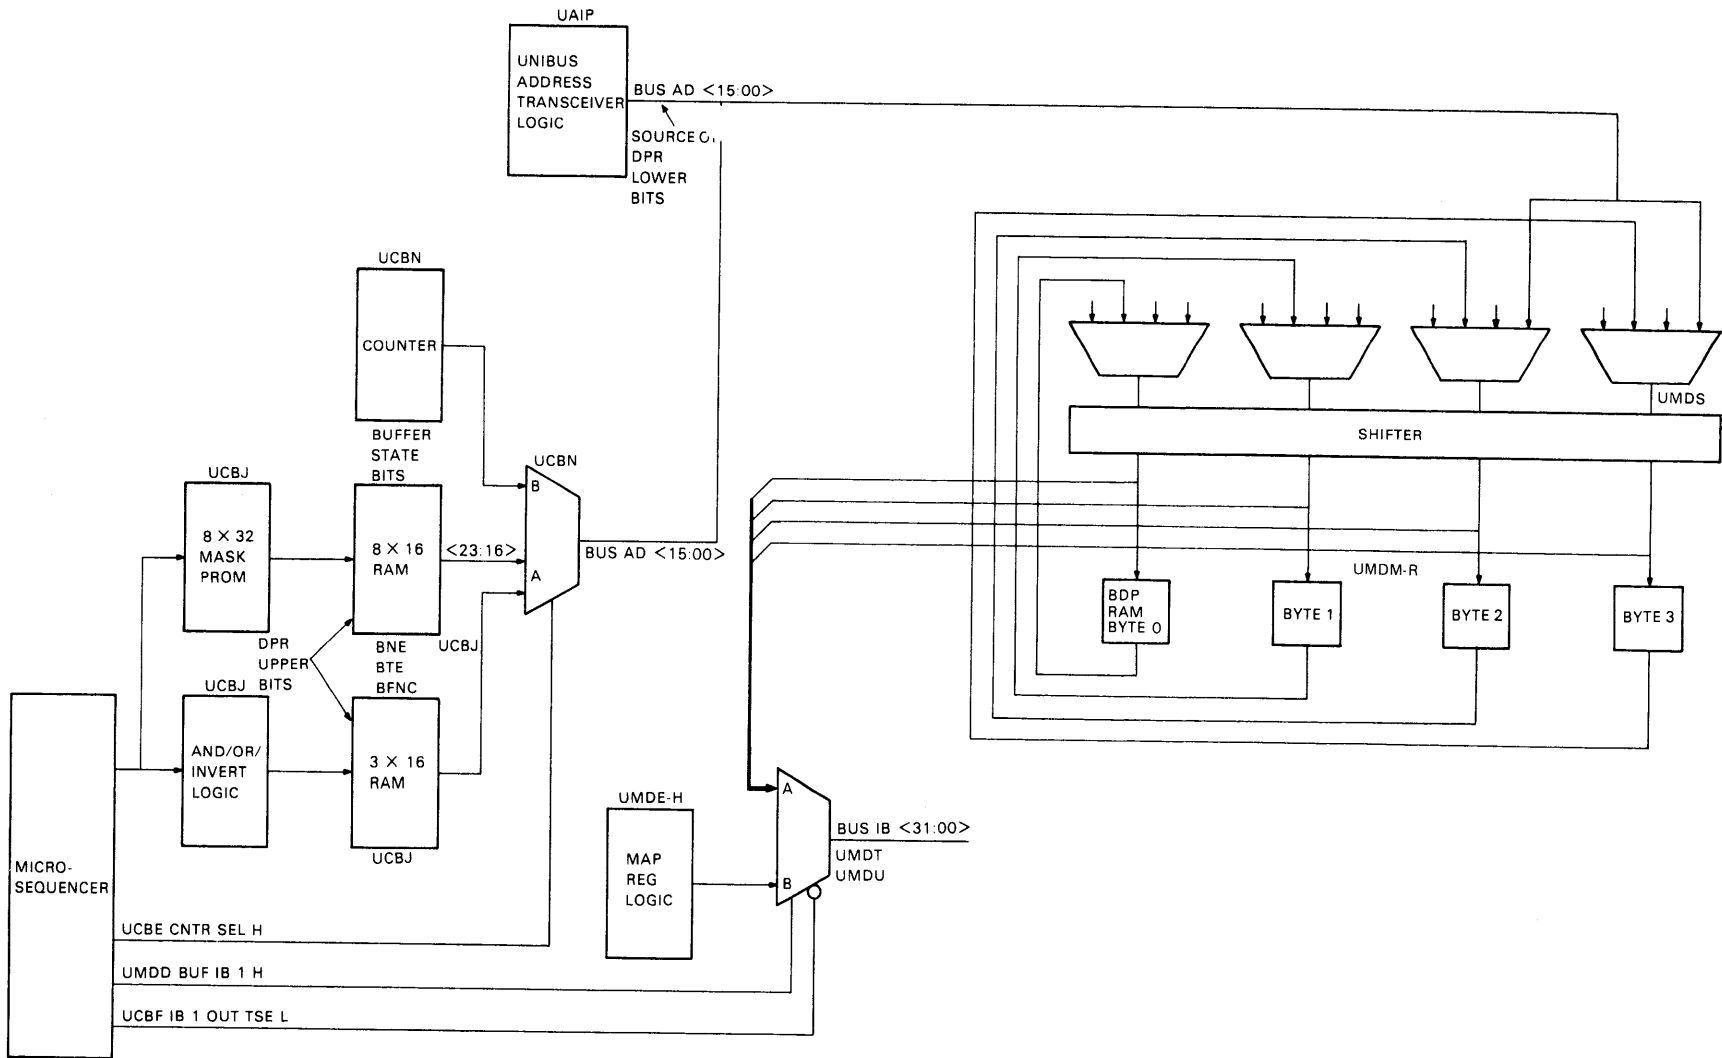 UAIP
UNIBUS
ADDRESS
TRANSCEIVER
LOGIC
BUS AD <15:00>
SOURCE
DPR
LOWER
BITS
UCBN
COUNTER
BUFFER
STATE
BITS
UCBJ
8 × 32
MASK
PROM
8 × 16
RAM
<23:16>
UCBN
B
A
BUS AD <15:00>
DPR
UPPER
BITS
BNE
BTE
BFNC
UCBJ
UCBJ
AND/OR/
INVERT
LOGIC
3 × 16
RAM
UCBJ
MICRO-
SEQUENCER
UCBE CNTR SEL H
UMDD BUF IB 1 H
UCBF IB 1 OUT TSE L
UMDE-H
MAP
REG
LOGIC
A
B
BUS IB <31:00>
UMDT
UMDU
UMDS
SHIFTER
UMDM-R
BDP
RAM
BYTE 0
BYTE 1
BYTE 2
BYTE 3